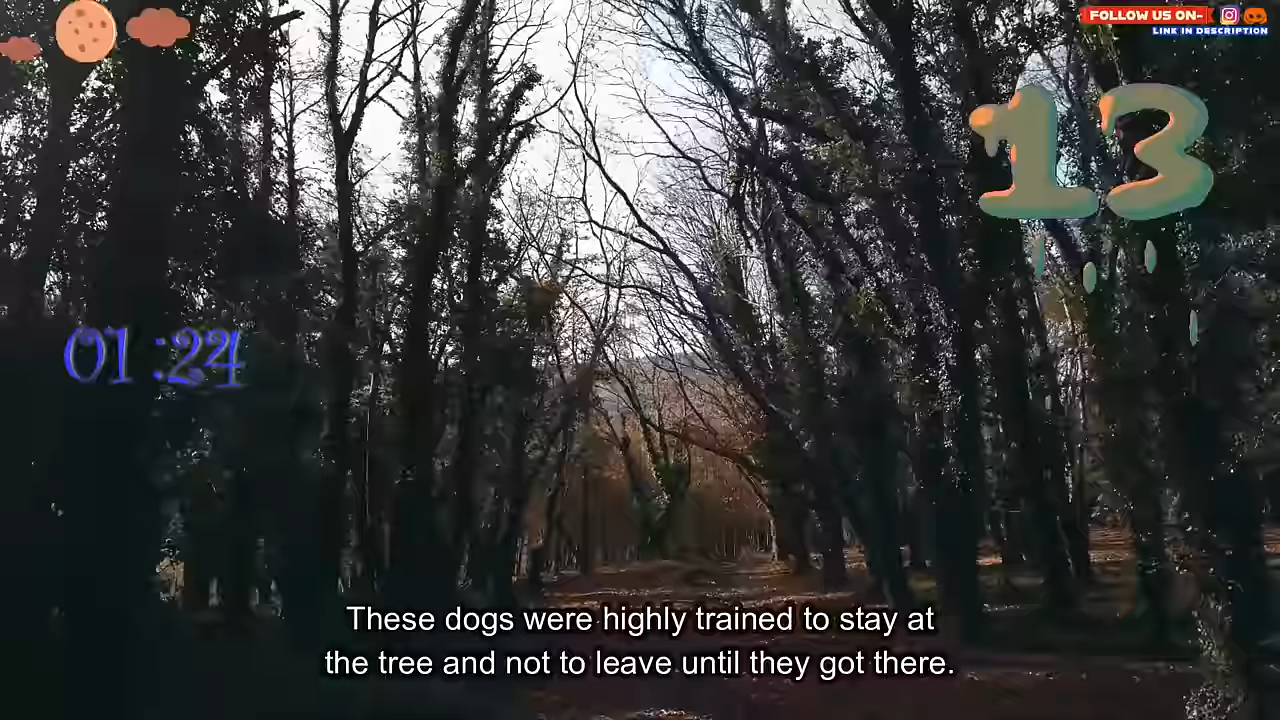 FOLLOW US ON-
LINK IN DESCRIPTION
13
01:24
These dogs were highly trained to stay at
the tree and not to leave until they got there.